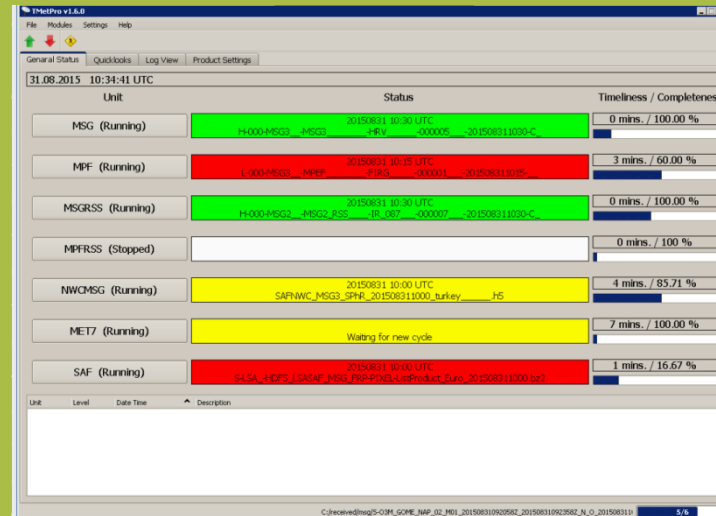 TMetPro v1.6.0
File Modules Settings Help
Genaral Status Quicklooks Log View Product Settings
31.08.2015 10:34:41 UTC
Unit Status Timeliness / Completenes
MSG (Running) 20150831 10:30 UTC 0 mins. / 100.00 %
H-000-MSG3__-MSG3________-HRV______-000005___-201508311030-C_
MPF (Running) 20150831 10:15 UTC 3 mins. / 60.00 %
L-000-MSG3__-MPEF________-FIRG_____-000001___-201508311015-__
MSGRSS (Running) 20150831 10:30 UTC 0 mins. / 100.00 %
H-000-MSG2__-MSG2_RSS____-IR_087___-000007___-201508311030-C_
MPFRSS (Stopped) 0 mins. / 100 %
NWCMSG (Running) 20150831 10:00 UTC 4 mins. / 85.71 %
SAFNWC_MSG3_SPhR_201508311000_turkey______.h5
MET7 (Running) 7 mins. / 100.00 %
Waiting for new cycle
SAF (Running) 20150831 10:00 UTC 1 mins. / 16.67 %
S-LSA_-HDF5_LSASAF_MSG_FRP-PIXEL-ListProduct_Euro_201508311000.bz2
Unit Level Date Time Description
C:/received/msg/S-O3M_GOME_NAP_02_M01_20150831092058Z_20150831092358Z_N_O_201508311 5/6